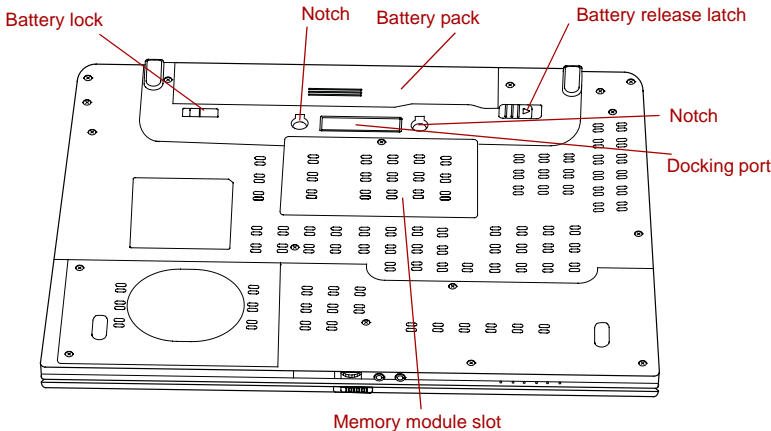 Battery lock
Notch
Battery pack
Battery release latch
Notch
Docking port
Memory module slot